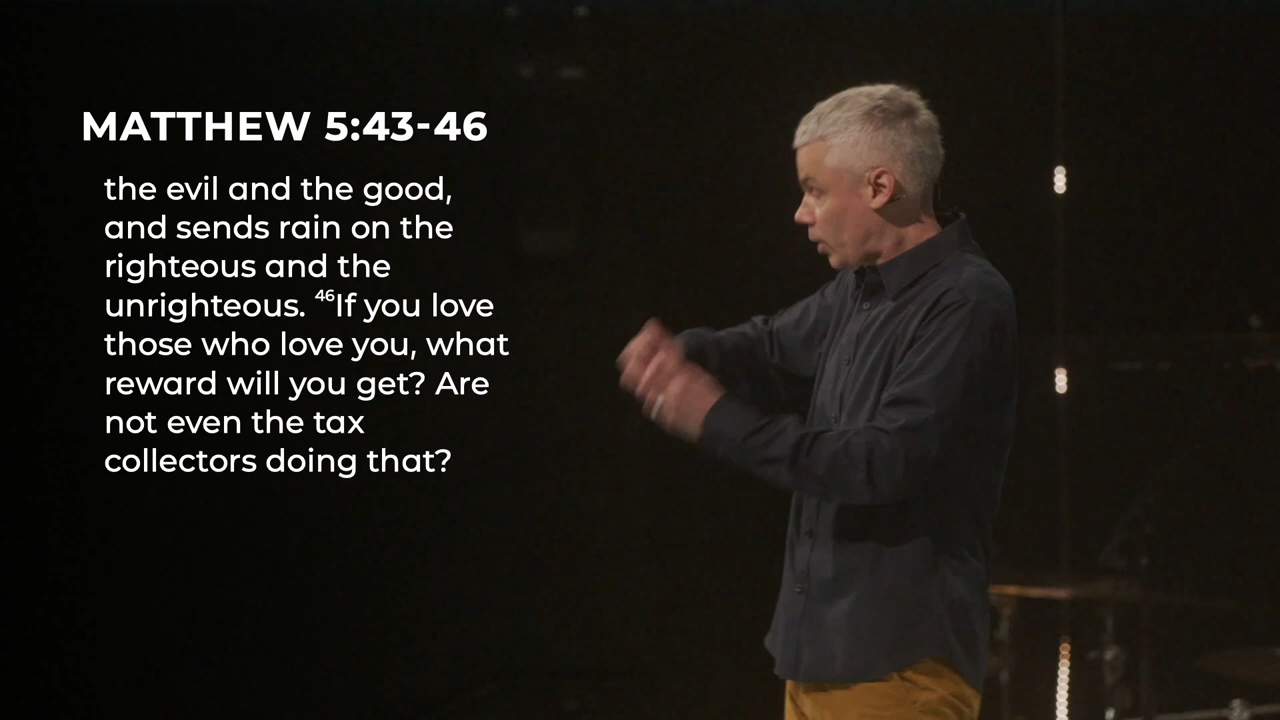 MATTHEW 5:43-46
the evil and the good,
and sends rain on the
righteous and the
unrighteous. ⁴⁶If you love
those who love you, what
reward will you get? Are
not even the tax
collectors doing that?